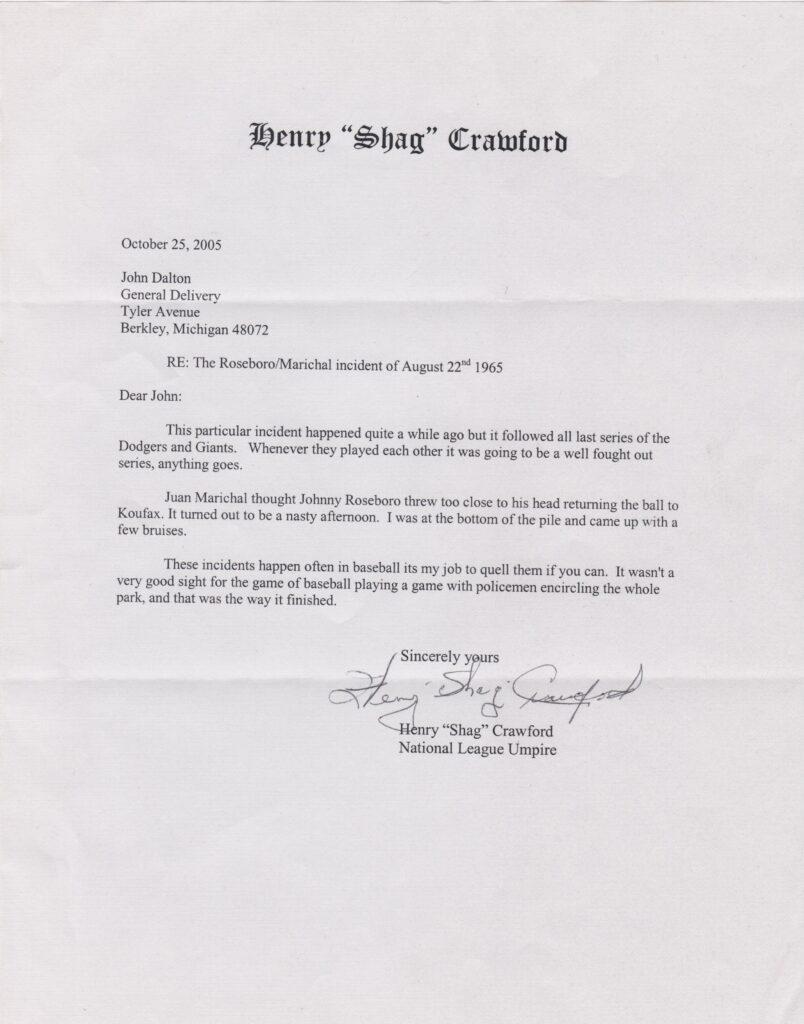 Henry “Shag” Crawford
October 25, 2005
John Dalton
General Delivery
Tyler Avenue
Berkley, Michigan 48072
RE: The Roseboro/Marichal incident of August 22nd 1965
Dear John:
This particular incident happened quite a while ago but it followed all last series of the
Dodgers and Giants. Whenever they played each other it was going to be a well fought out
series, anything goes.
Juan Marichal thought Johnny Roseboro threw too close to his head returning the ball to
Koufax. It turned out to be a nasty afternoon. I was at the bottom of the pile and came up with a
few bruises.
These incidents happen often in baseball its my job to quell them if you can. It wasn't a
very good sight for the game of baseball playing a game with policemen encircling the whole
park, and that was the way it finished.
Sincerely yours
Henry "Shag" Crawford
Henry “Shag” Crawford
National League Umpire